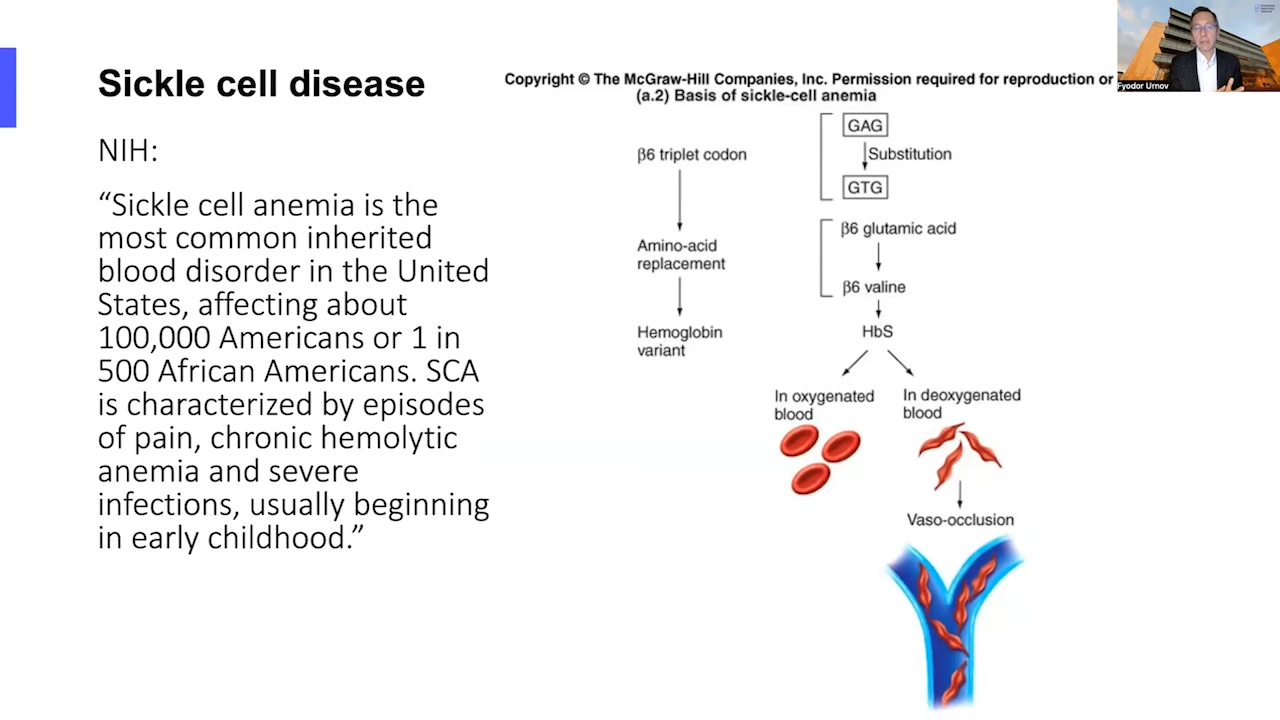 Sickle cell disease
NIH:
“Sickle cell anemia is the
most common inherited
blood disorder in the United
States, affecting about
100,000 Americans or 1 in
500 African Americans. SCA
is characterized by episodes
of pain, chronic hemolytic
anemia and severe
infections, usually beginning
in early childhood.”
Copyright © The McGraw-Hill Companies, Inc. Permission required for reproduction or
(a.2) Basis of sickle-cell anemia
β6 triplet codon
Amino-acid
replacement
Hemoglobin
variant
GAG
Substitution
GTG
β6 glutamic acid
β6 valine
HbS
In oxygenated
blood
In deoxygenated
blood
Vaso-occlusion
Fyodor Urnov